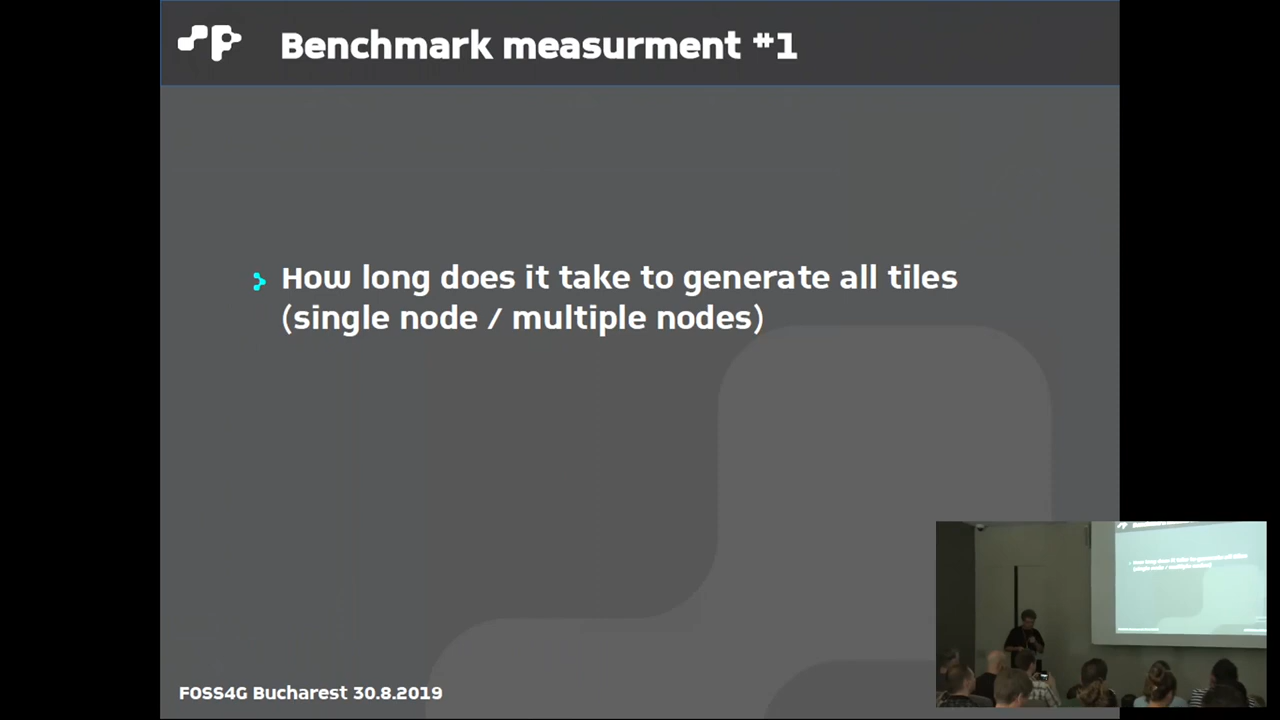 Benchmark measurment #1
How long does it take to generate all tiles
(single node / multiple nodes)
FOSS4G Bucharest 30.8.2019